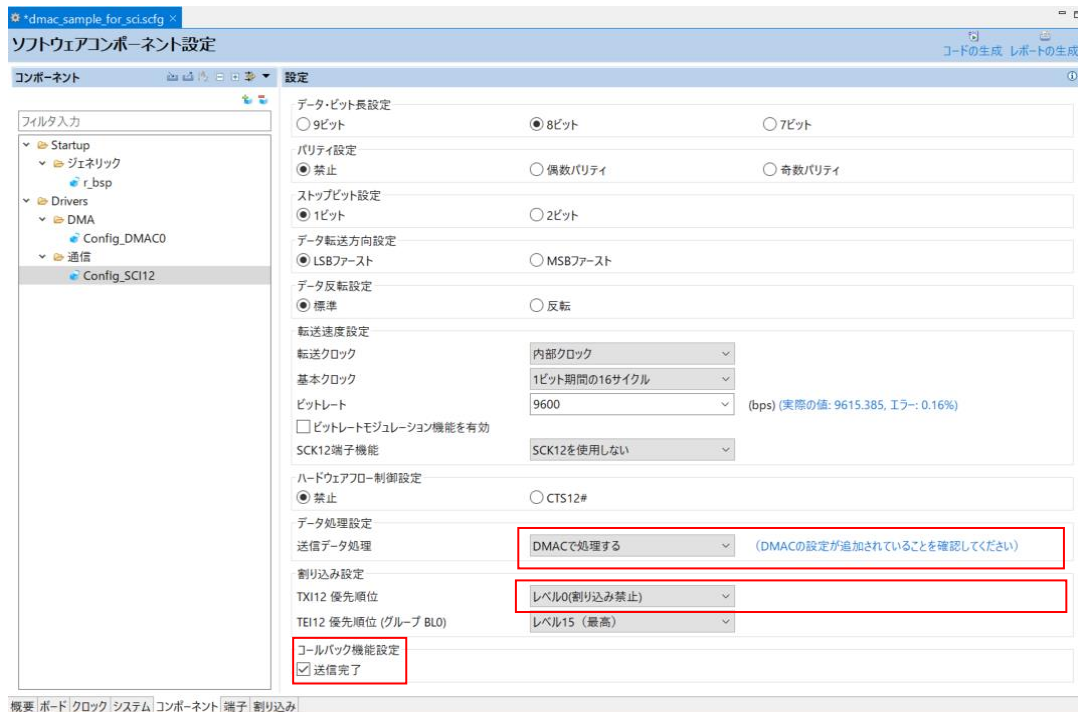 *dmac_sample_for_sci.scfg
ソフトウェアコンポーネント設定
コードの生成 レポートの生成
コンポーネント
設定
フィルタ入力
Startup
ジェネリック
r_bsp
Drivers
DMA
Config_DMAC0
通信
Config_SCI12
データ・ビット長設定
9ビット 8ビット 7ビット
パリティ設定
禁止 偶数パリティ 奇数パリティ
ストップビット設定
1ビット 2ビット
データ転送方向設定
LSBファースト MSBファースト
データ反転設定
標準 反転
転送速度設定
転送クロック 内部クロック
基本クロック 1ビット期間の16サイクル
ビットレート 9600 (bps) (実際の値: 9615.385, エラー: 0.16%)
ビットレートモジュレーション機能を有効
SCK12端子機能 SCK12を使用しない
ハードウェアフロー制御設定
禁止 CTS12#
データ処理設定
送信データ処理 DMACで処理する (DMACの設定が追加されていることを確認してください)
割り込み設定
TXI12 優先順位 レベル0(割り込み禁止)
TEI12 優先順位 (グループ BL0) レベル15（最高）
コールバック機能設定
送信完了
概要 ボード クロック システム コンポーネント 端子 割り込み